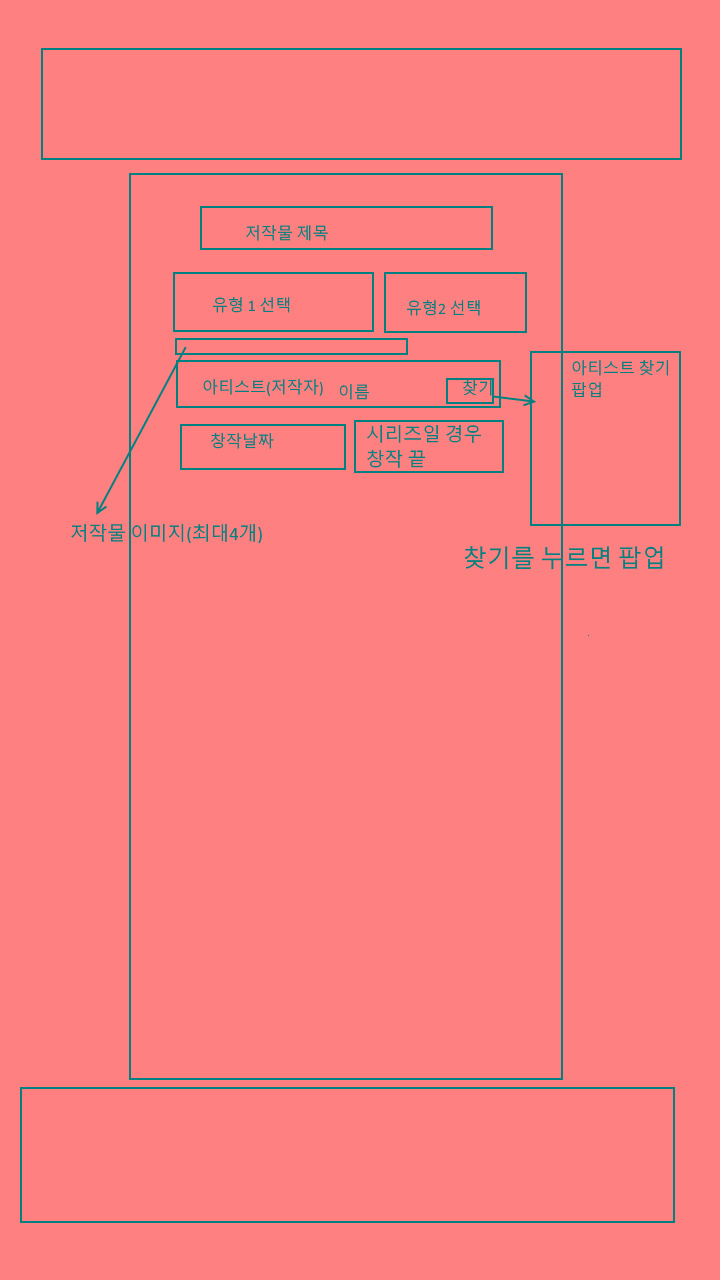 저작물 제목
유형 1 선택
유형2 선택
아티스트(저작자) 이름
찾기
아티스트 찾기
팝업
창작날짜
시리즈일 경우
창작 끝
저작물 이미지(최대4개)
찾기를 누르면 팝업